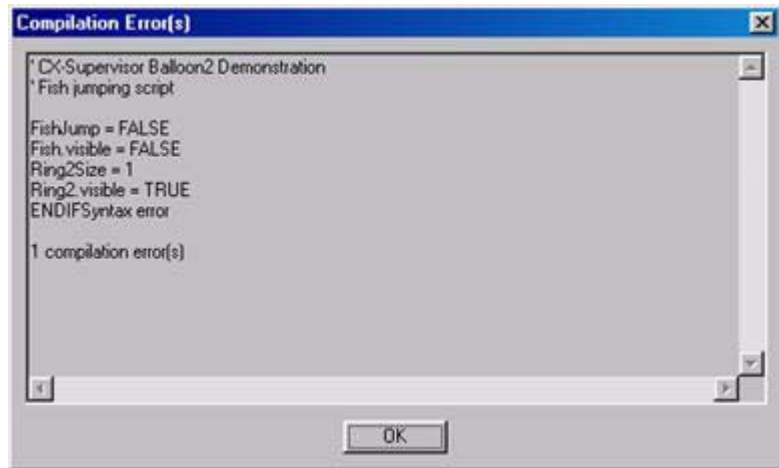 Compilation Error(s)
' CX-Supervisor Balloon2 Demonstration
' Fish jumping script
FishJump = FALSE
Fish.visible = FALSE
Ring2Size = 1
Ring2.visible = TRUE
ENDIFSyntax error
1 compilation error(s)
OK